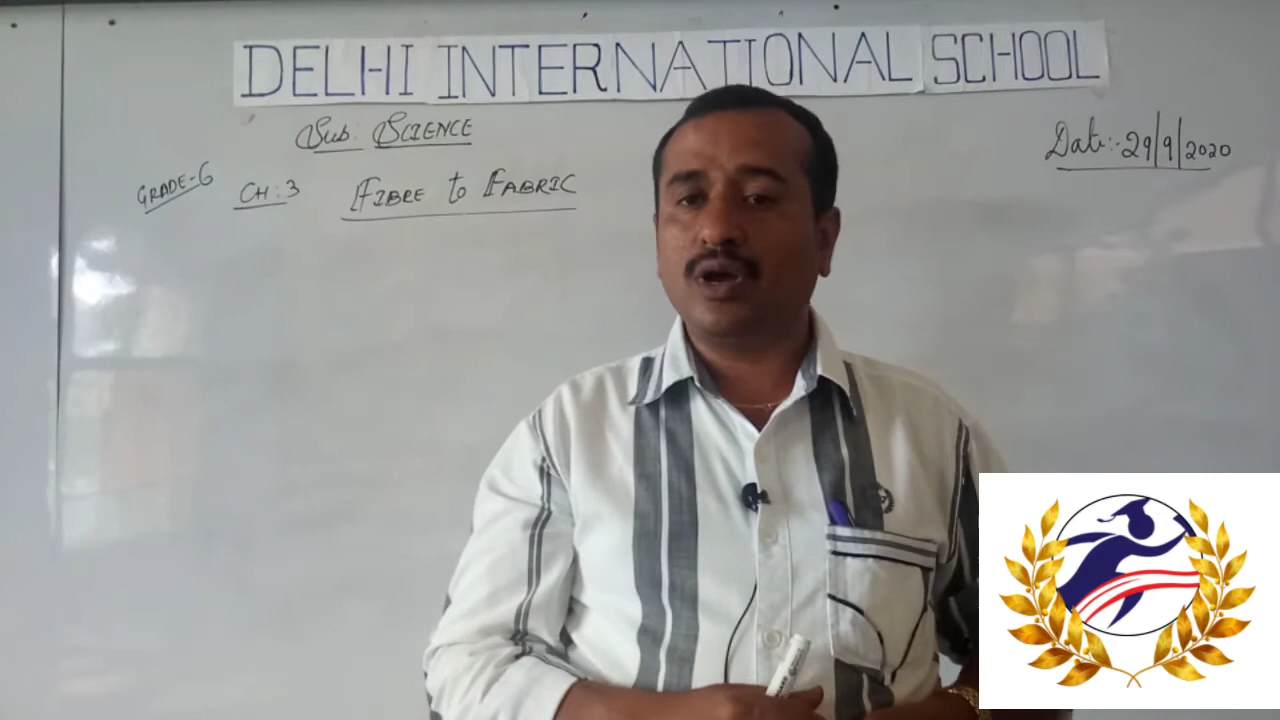 DELHI INTERNATIONAL SCHOOL
Sub: SCIENCE
Date:-29/9/2020
GRADE-6 CH:3 FIBRE to FABRIC